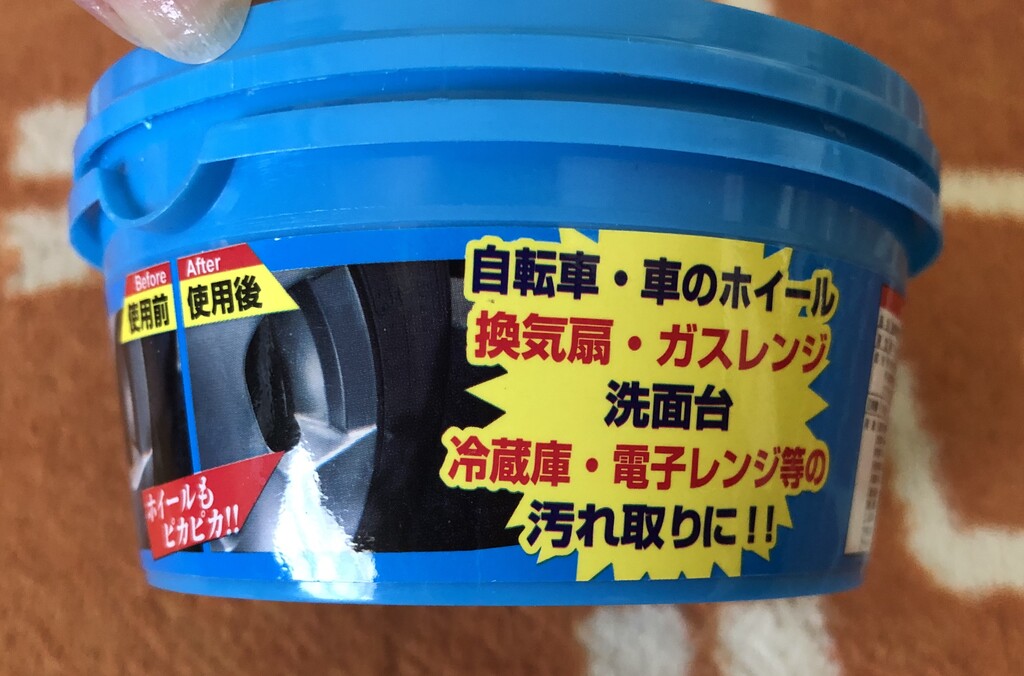 Before
使用前
After
使用後
ホイールも
ピカピカ!!
自転車・車のホイール
換気扇・ガスレンジ
洗面台
冷蔵庫・電子レンジ等の
汚れ取りに!!